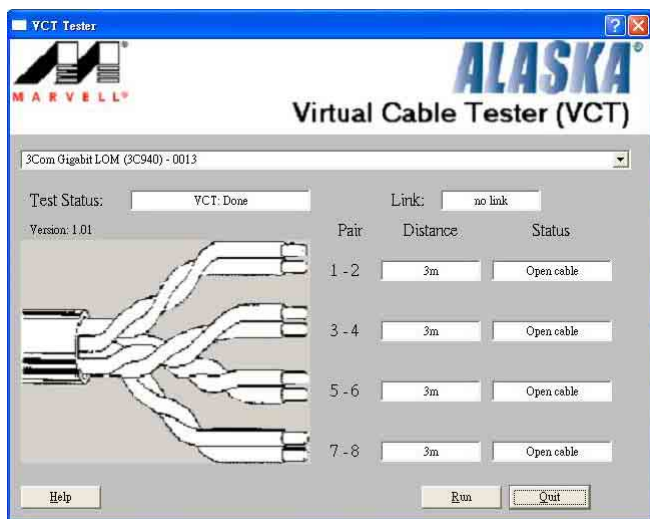 VCT Tester
MARVELL®
ALASKA®
Virtual Cable Tester (VCT)
3Com Gigabit LOM (3C940) - 0013
Test Status: VCT: Done Link: no link
Version: 1.01 Pair Distance Status
1 - 2 3m Open cable
3 - 4 3m Open cable
5 - 6 3m Open cable
7 - 8 3m Open cable
Help Run Quit